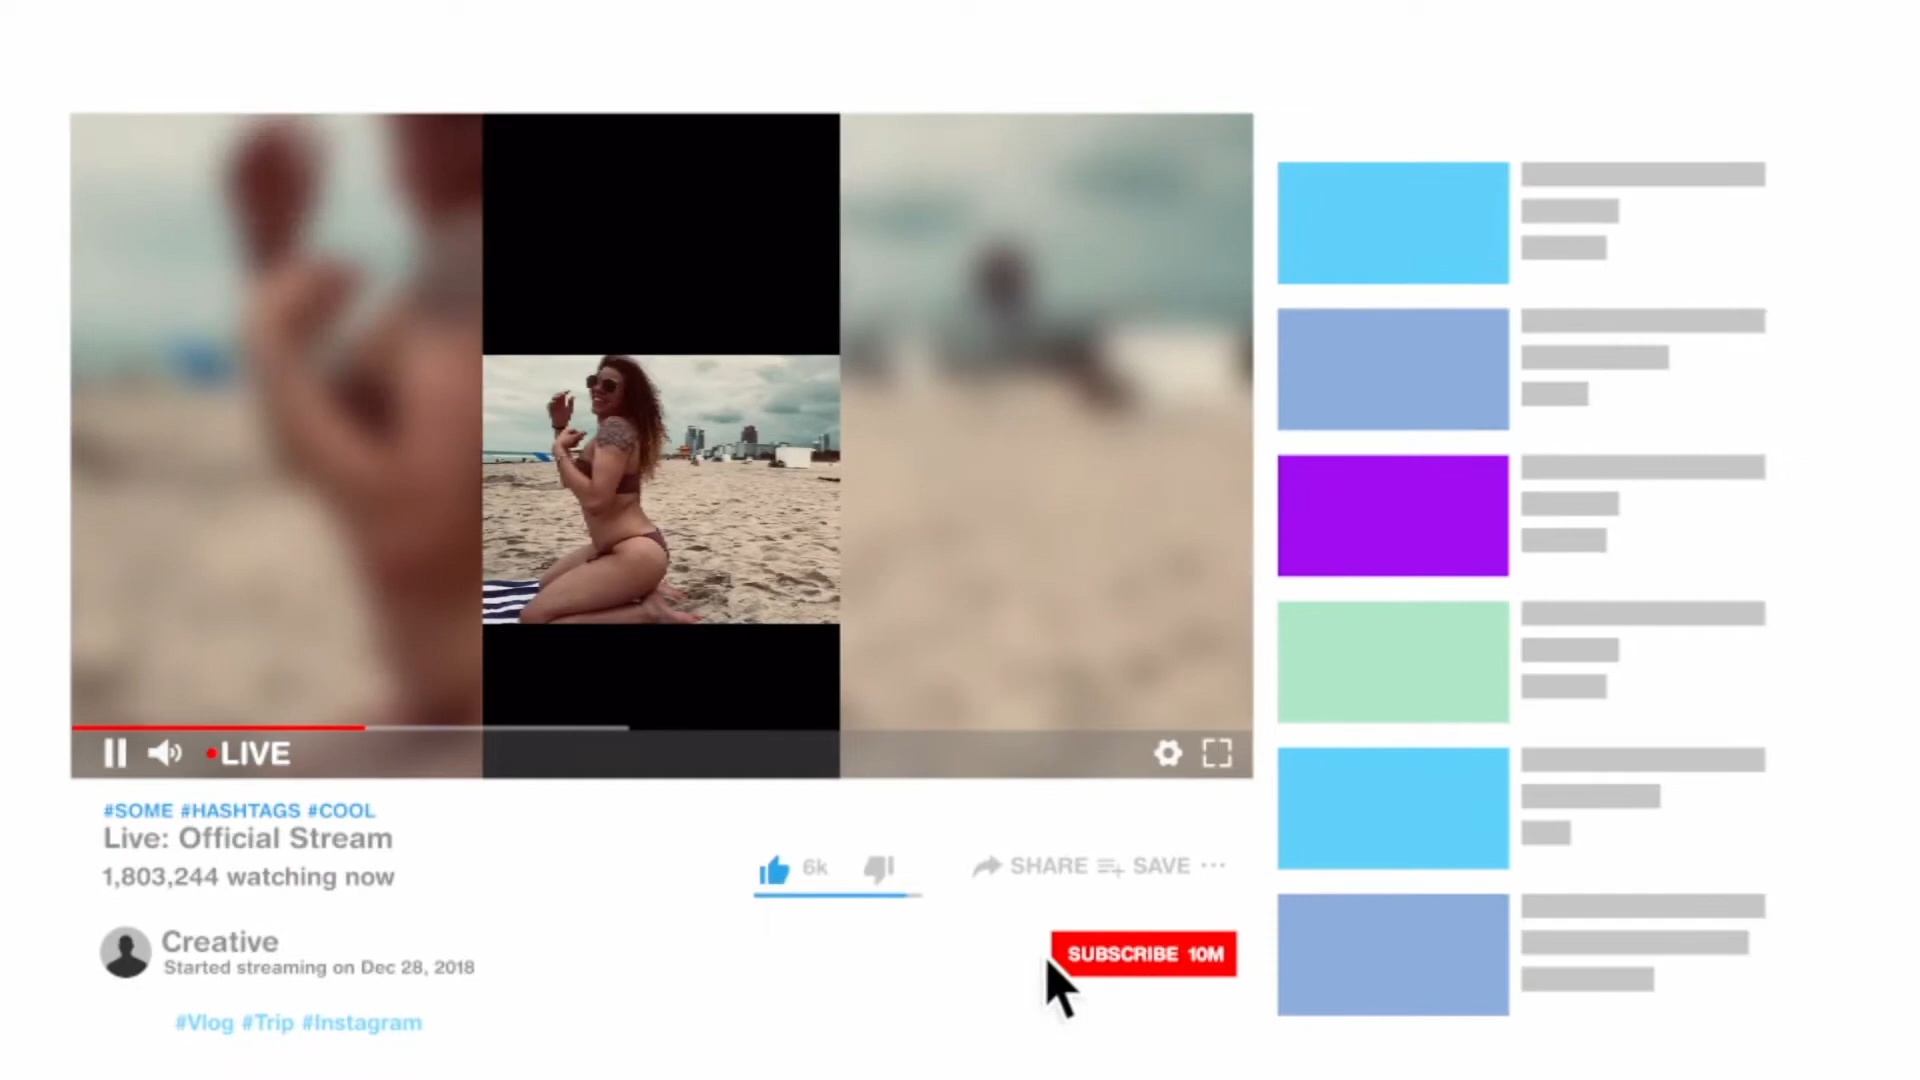 LIVE
#SOME #HASHTAGS #COOL
Live: Official Stream
1,803,244 watching now
6k
SHARE
SAVE
SUBSCRIBE 10M
Creative
Started streaming on Dec 28, 2018
#Vlog #Trip #Instagram